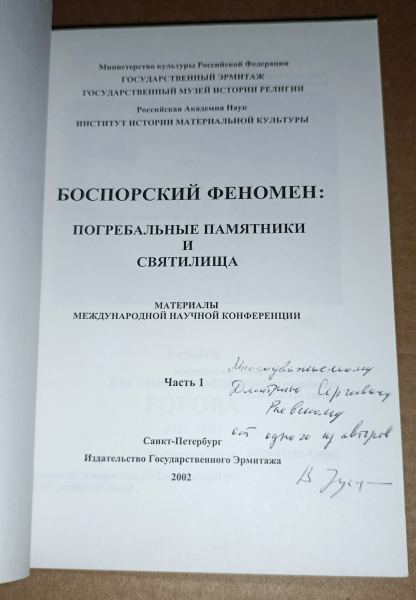 Министерство культуры Российской Федерации
ГОСУДАРСТВЕННЫЙ ЭРМИТАЖ
ГОСУДАРСТВЕННЫЙ МУЗЕЙ ИСТОРИИ РЕЛИГИИ
Российская Академия Наук
ИНСТИТУТ ИСТОРИИ МАТЕРИАЛЬНОЙ КУЛЬТУРЫ
БОСПОРСКИЙ ФЕНОМЕН:
ПОГРЕБАЛЬНЫЕ ПАМЯТНИКИ
И
СВЯТИЛИЩА
МАТЕРИАЛЫ
МЕЖДУНАРОДНОЙ НАУЧНОЙ КОНФЕРЕНЦИИ
Часть 1
Многоуважаемому
Дмитрию Сергеевичу
Раевскому
от одного из авторов
В
Санкт-Петербург
Издательство Государственного Эрмитажа
2002